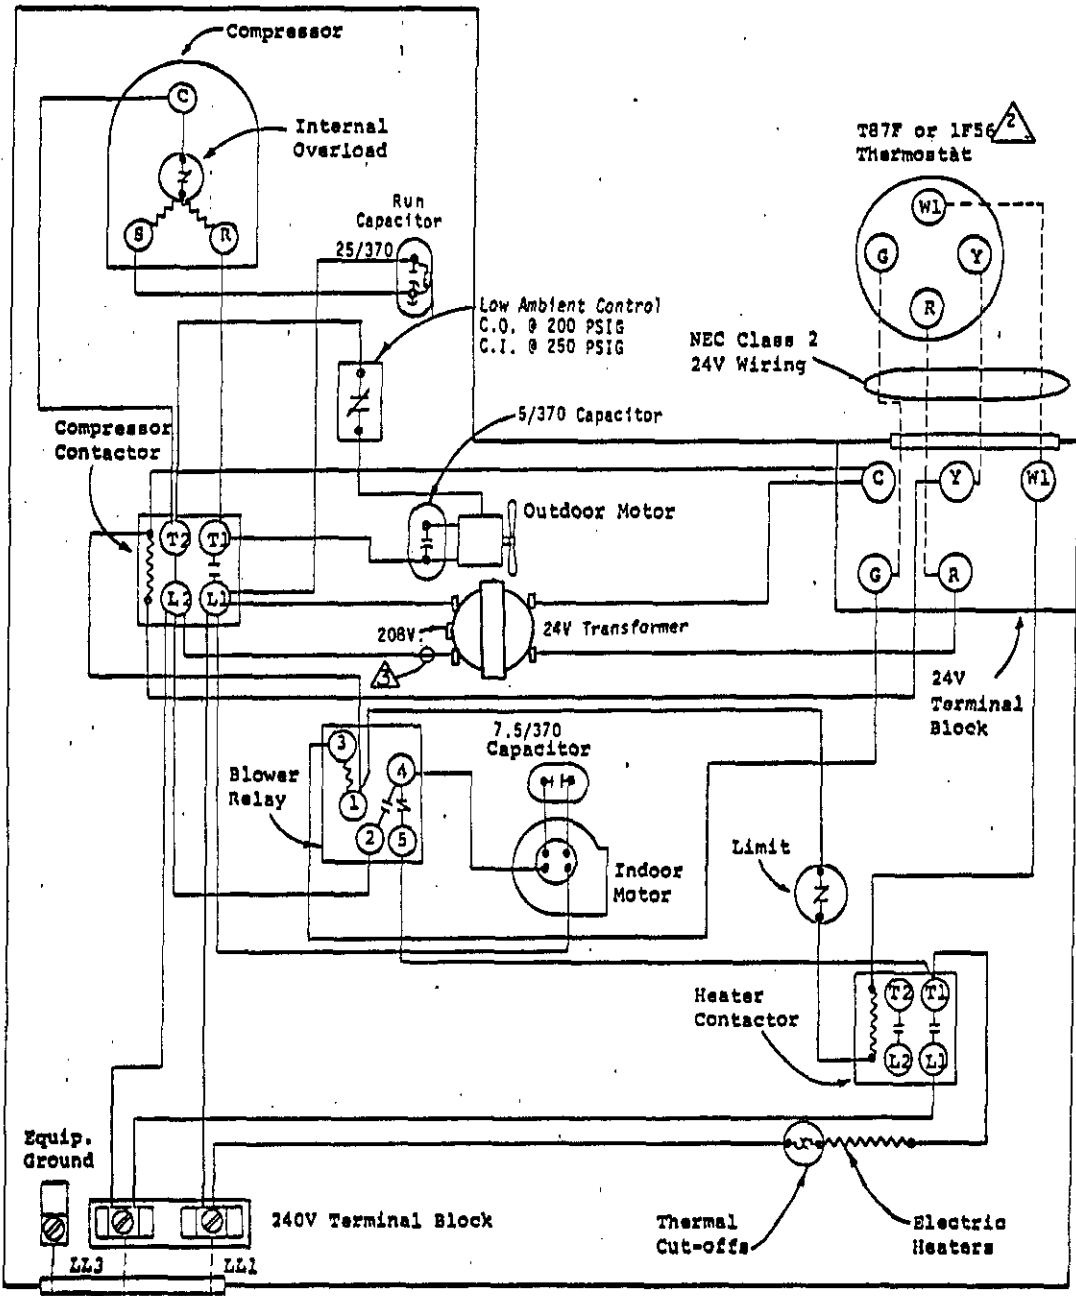 Compressor
C
Internal
Overload
S
R
Run
Capacitor
25/370
T87F or 1F56
2
Thermostat
W1
G
Y
R
Low Ambient Control
C.O. @ 200 PSIG
C.I. @ 250 PSIG
NEC Class 2
24V Wiring
5/370 Capacitor
Compressor
Contactor
C
Y
W1
Outdoor Motor
T2
T1
G
R
L2
L1
208V.
24V Transformer
3
24V
Terminal
Block
7.5/370
Capacitor
3
4
Blower
Relay
1
2
5
Limit
Indoor
Motor
Heater
Contactor
T2
T1
L2
L1
Equip.
Ground
240V Terminal Block
Thermal
Cut-offs
Electric
Heaters
LL3
LL1